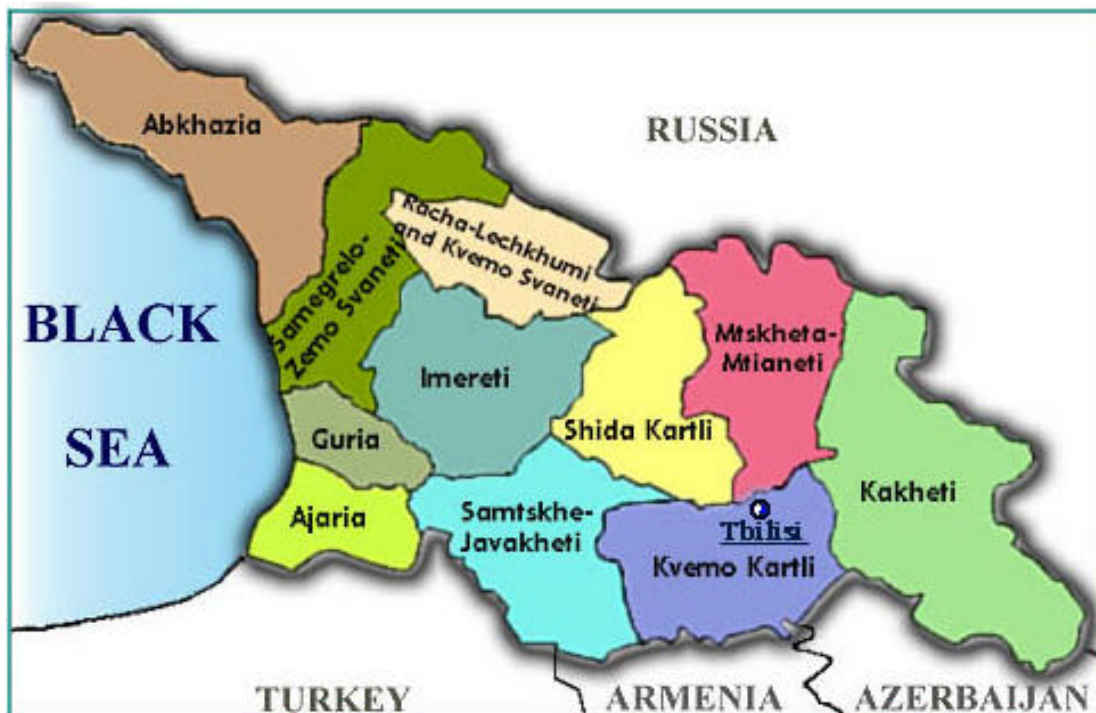 Abkhazia
RUSSIA
Racha-Lechkhumi
and Kvemo Svaneti
Samegrelo-
Zemo Svaneti
BLACK
SEA
Mtskheta-
Mtianeti
Imereti
Guria
Shida Kartli
Kakheti
Ajaria
Samtskhe-
Javakheti
Tbilisi
Kvemo Kartli
TURKEY
ARMENIA
AZERBAIJAN